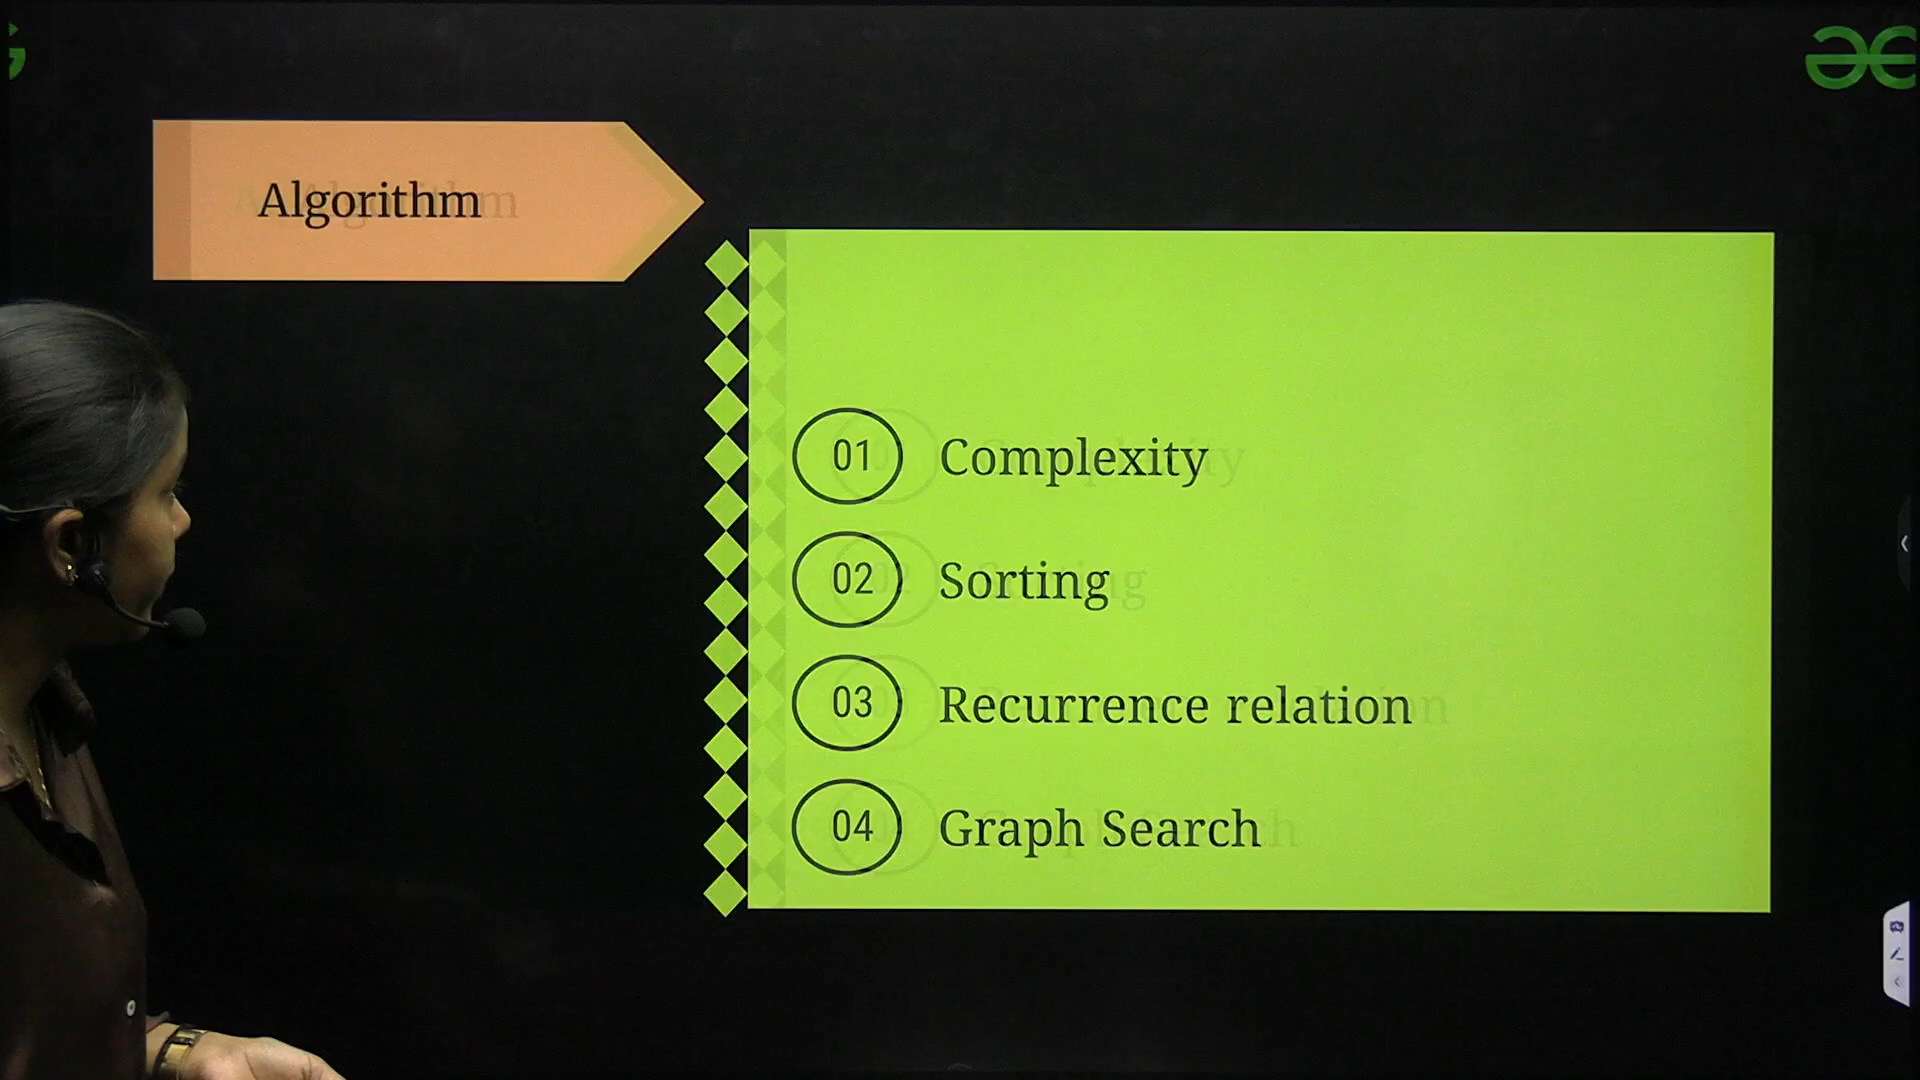 Algorithm
01 Complexity
02 Sorting
03 Recurrence relation
04 Graph Search